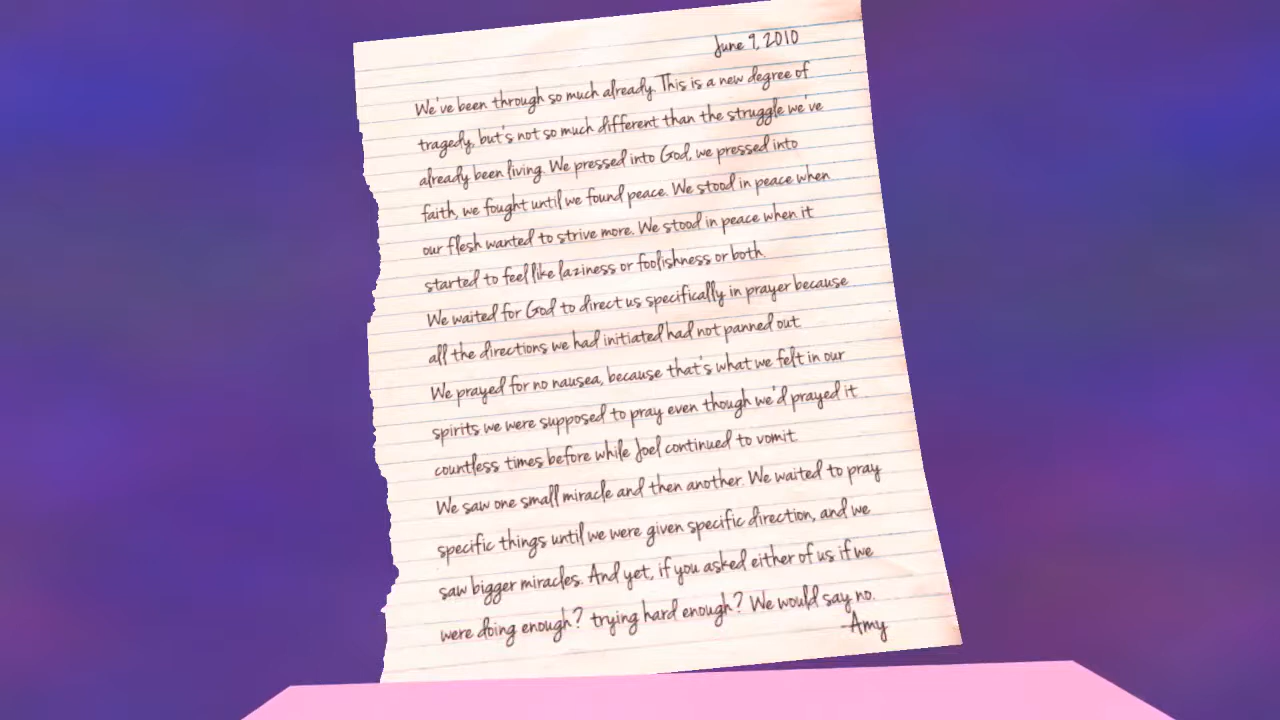 June 9, 2010
We've been through so much already. This is a new degree of
tragedy, but's not so much different than the struggle we've
already been living. We pressed into God, we pressed into
faith, we fought until we found peace. We stood in peace when
our flesh wanted to strive more. We stood in peace when it
started to feel like laziness or foolishness or both.
We waited for God to direct us specifically in prayer because
all the directions we had initiated had not panned out.
We prayed for no nausea, because that's what we felt in our
spirits we were supposed to pray even though we'd prayed it
countless times before while Joel continued to vomit.
We saw one small miracle and then another. We waited to pray
specific things until we were given specific direction, and we
saw bigger miracles. And yet, if you asked either of us if we
were doing enough? trying hard enough? We would say no.
-Amy